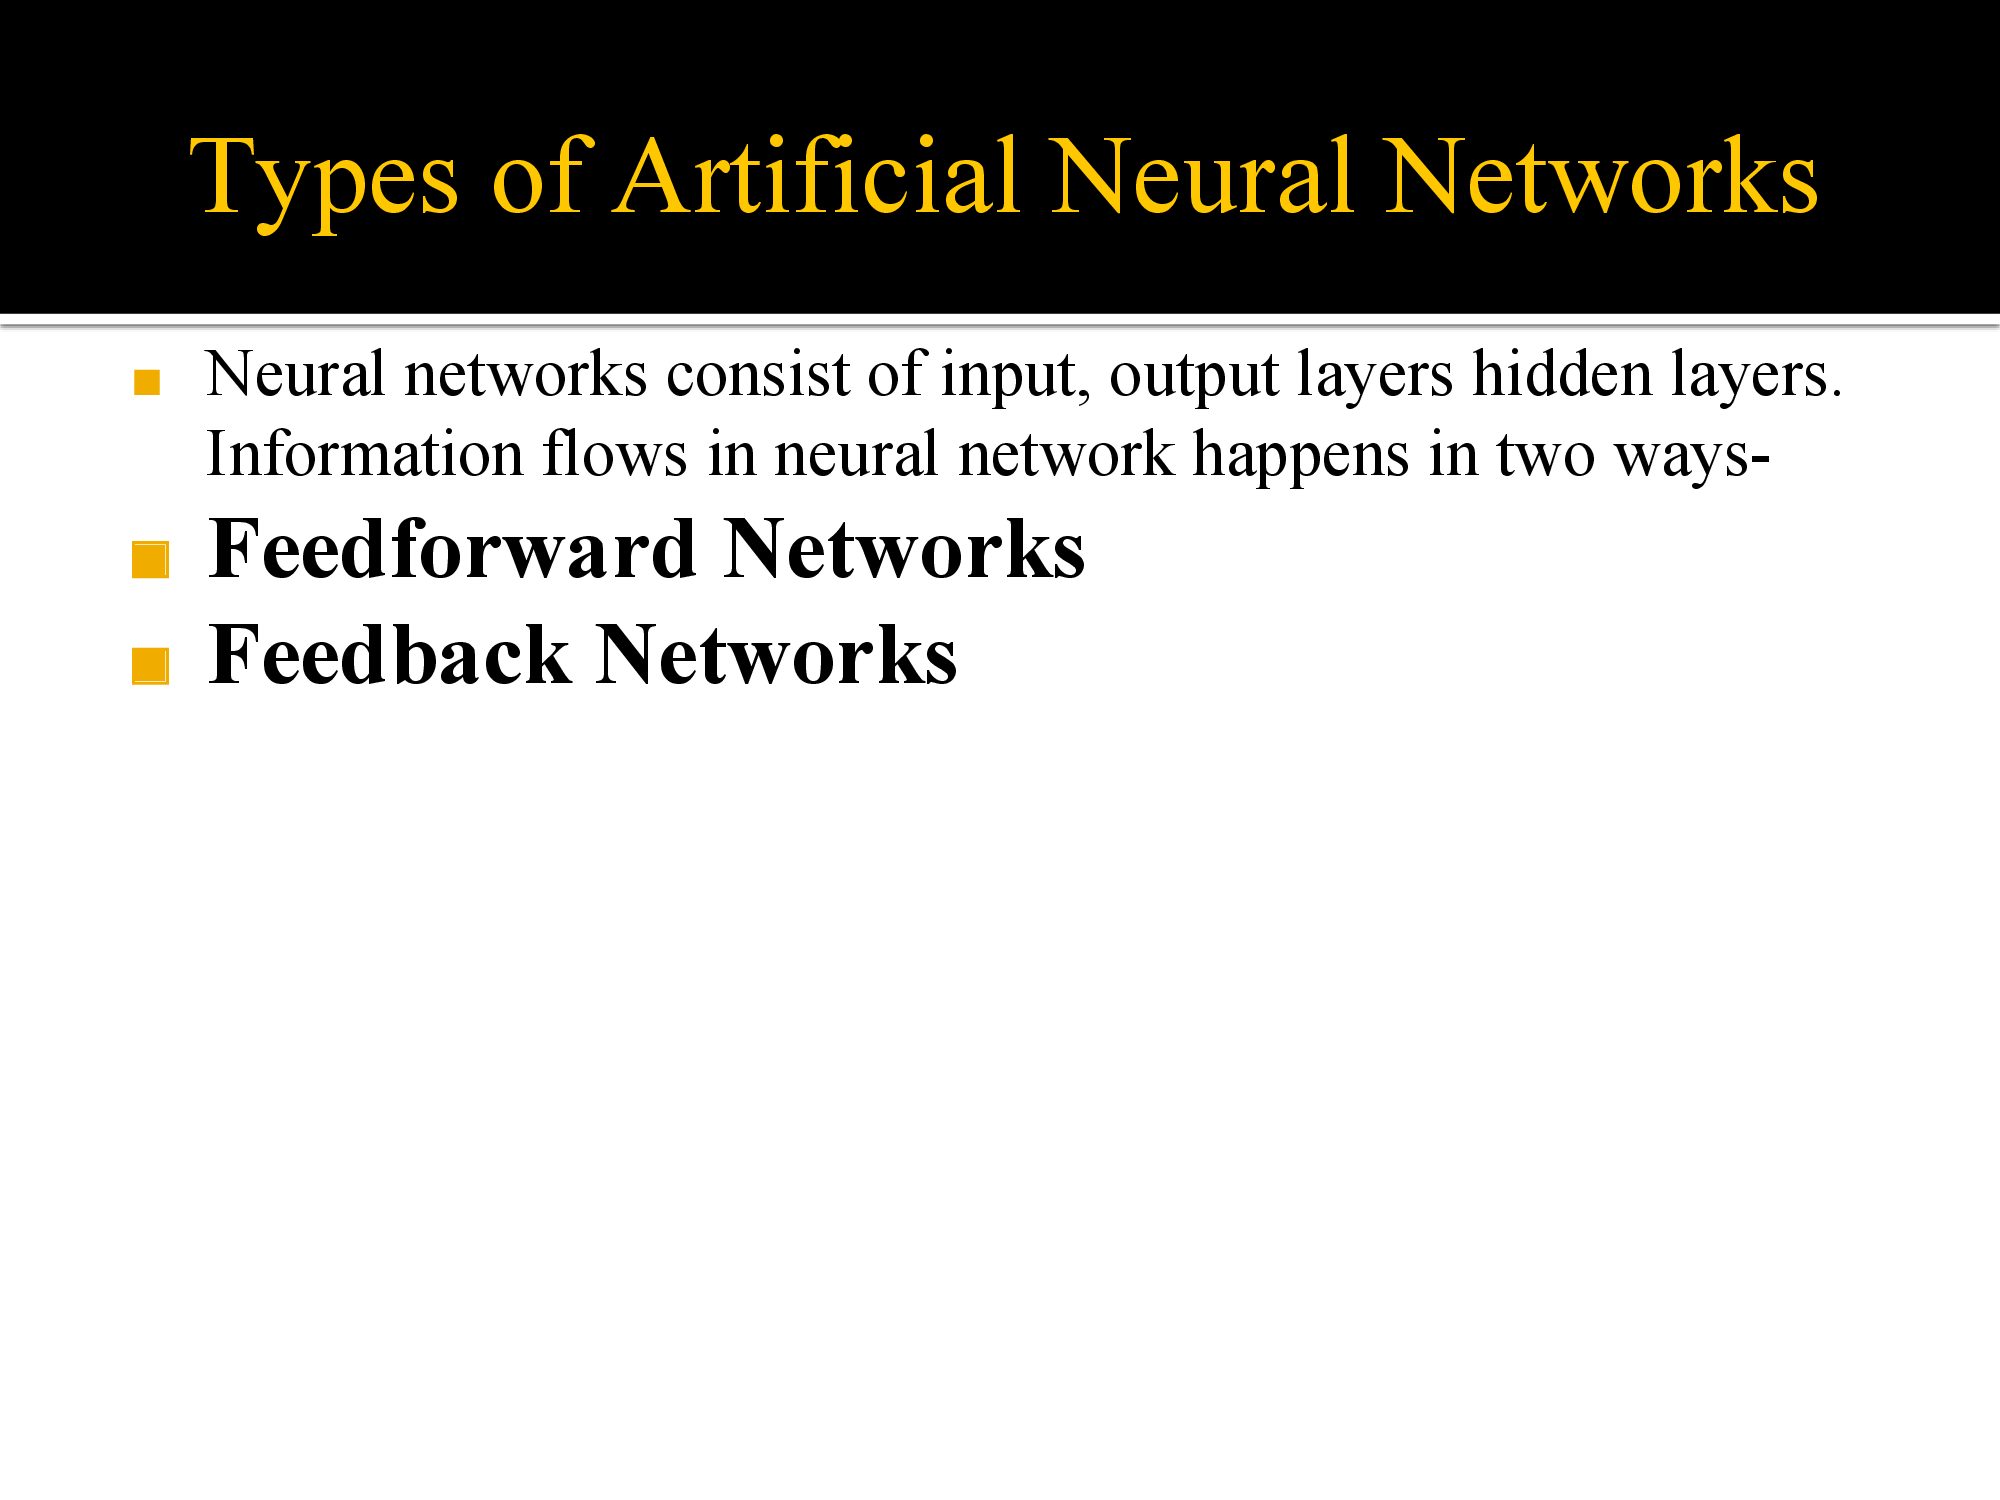 Types of Artificial Neural Networks
Neural networks consist of input, output layers hidden layers.
Information flows in neural network happens in two ways-
Feedforward Networks
Feedback Networks